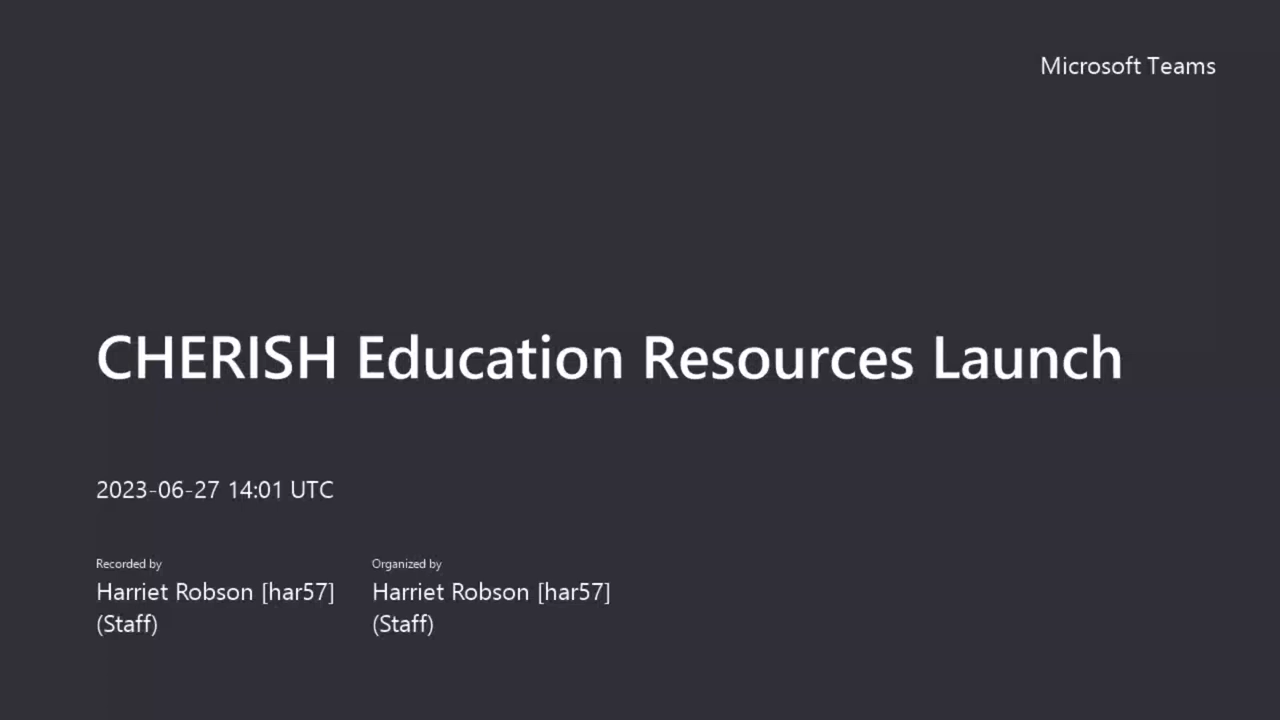 Microsoft Teams
CHERISH Education Resources Launch
2023-06-27 14:01 UTC
Recorded by
Harriet Robson [har57]
(Staff)
Organized by
Harriet Robson [har57]
(Staff)